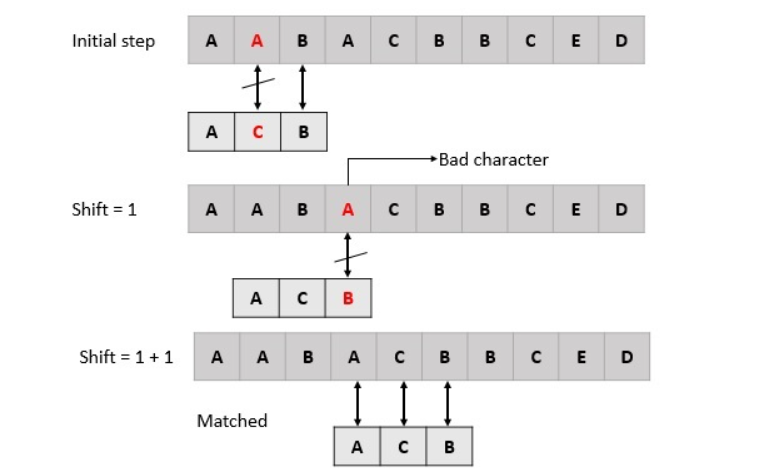 Initial step A A B A C B B C E D
A C B
Bad character
Shift = 1 A A B A C B B C E D
A C B
Shift = 1 + 1 A A B A C B B C E D
Matched
A C B